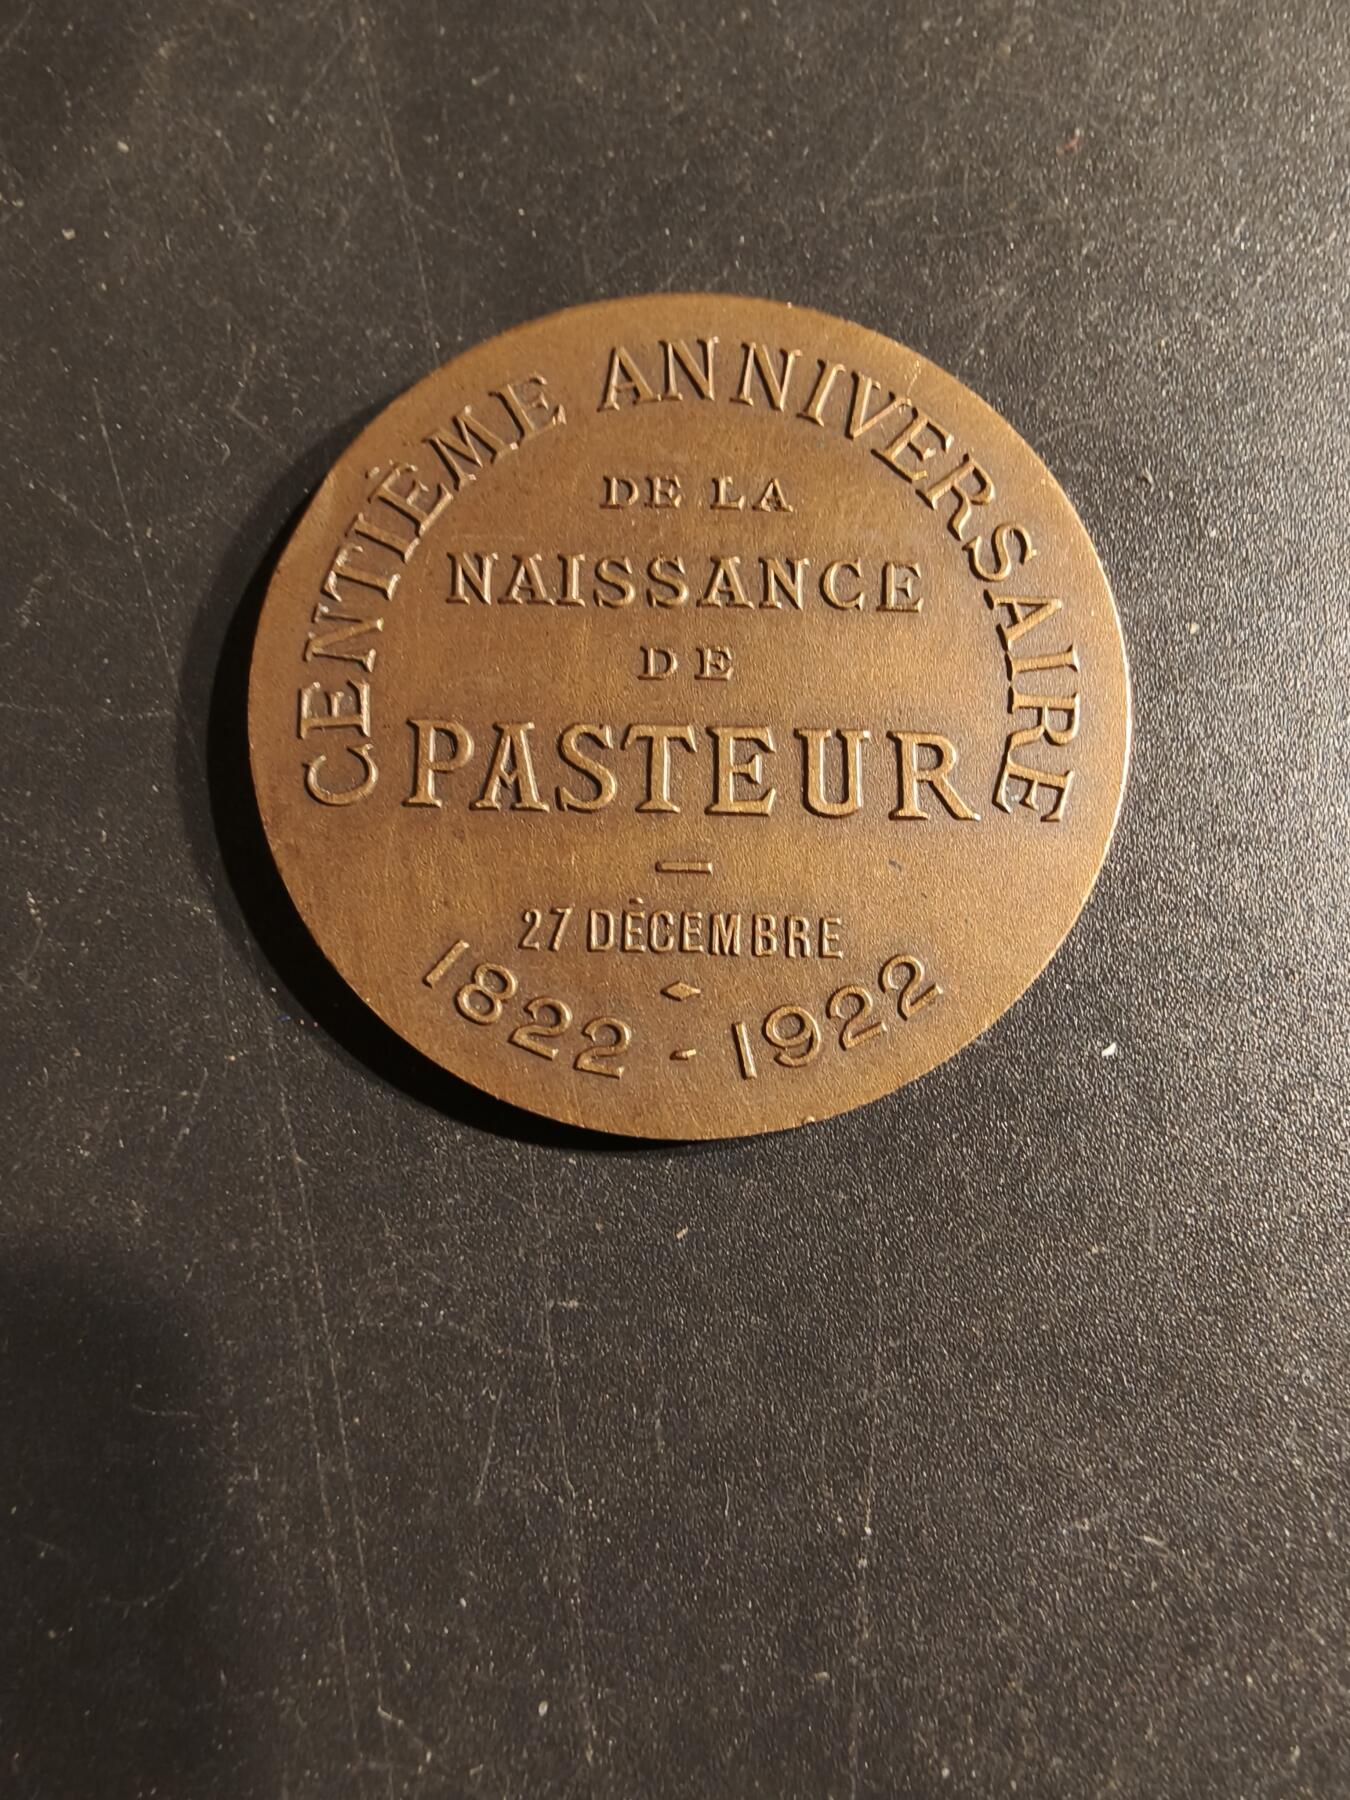 CENTIÈME ANNIVERSAIRE
DE LA
NAISSANCE
DE
PASTEUR
—
27 DÉCEMBRE
1822 - 1922